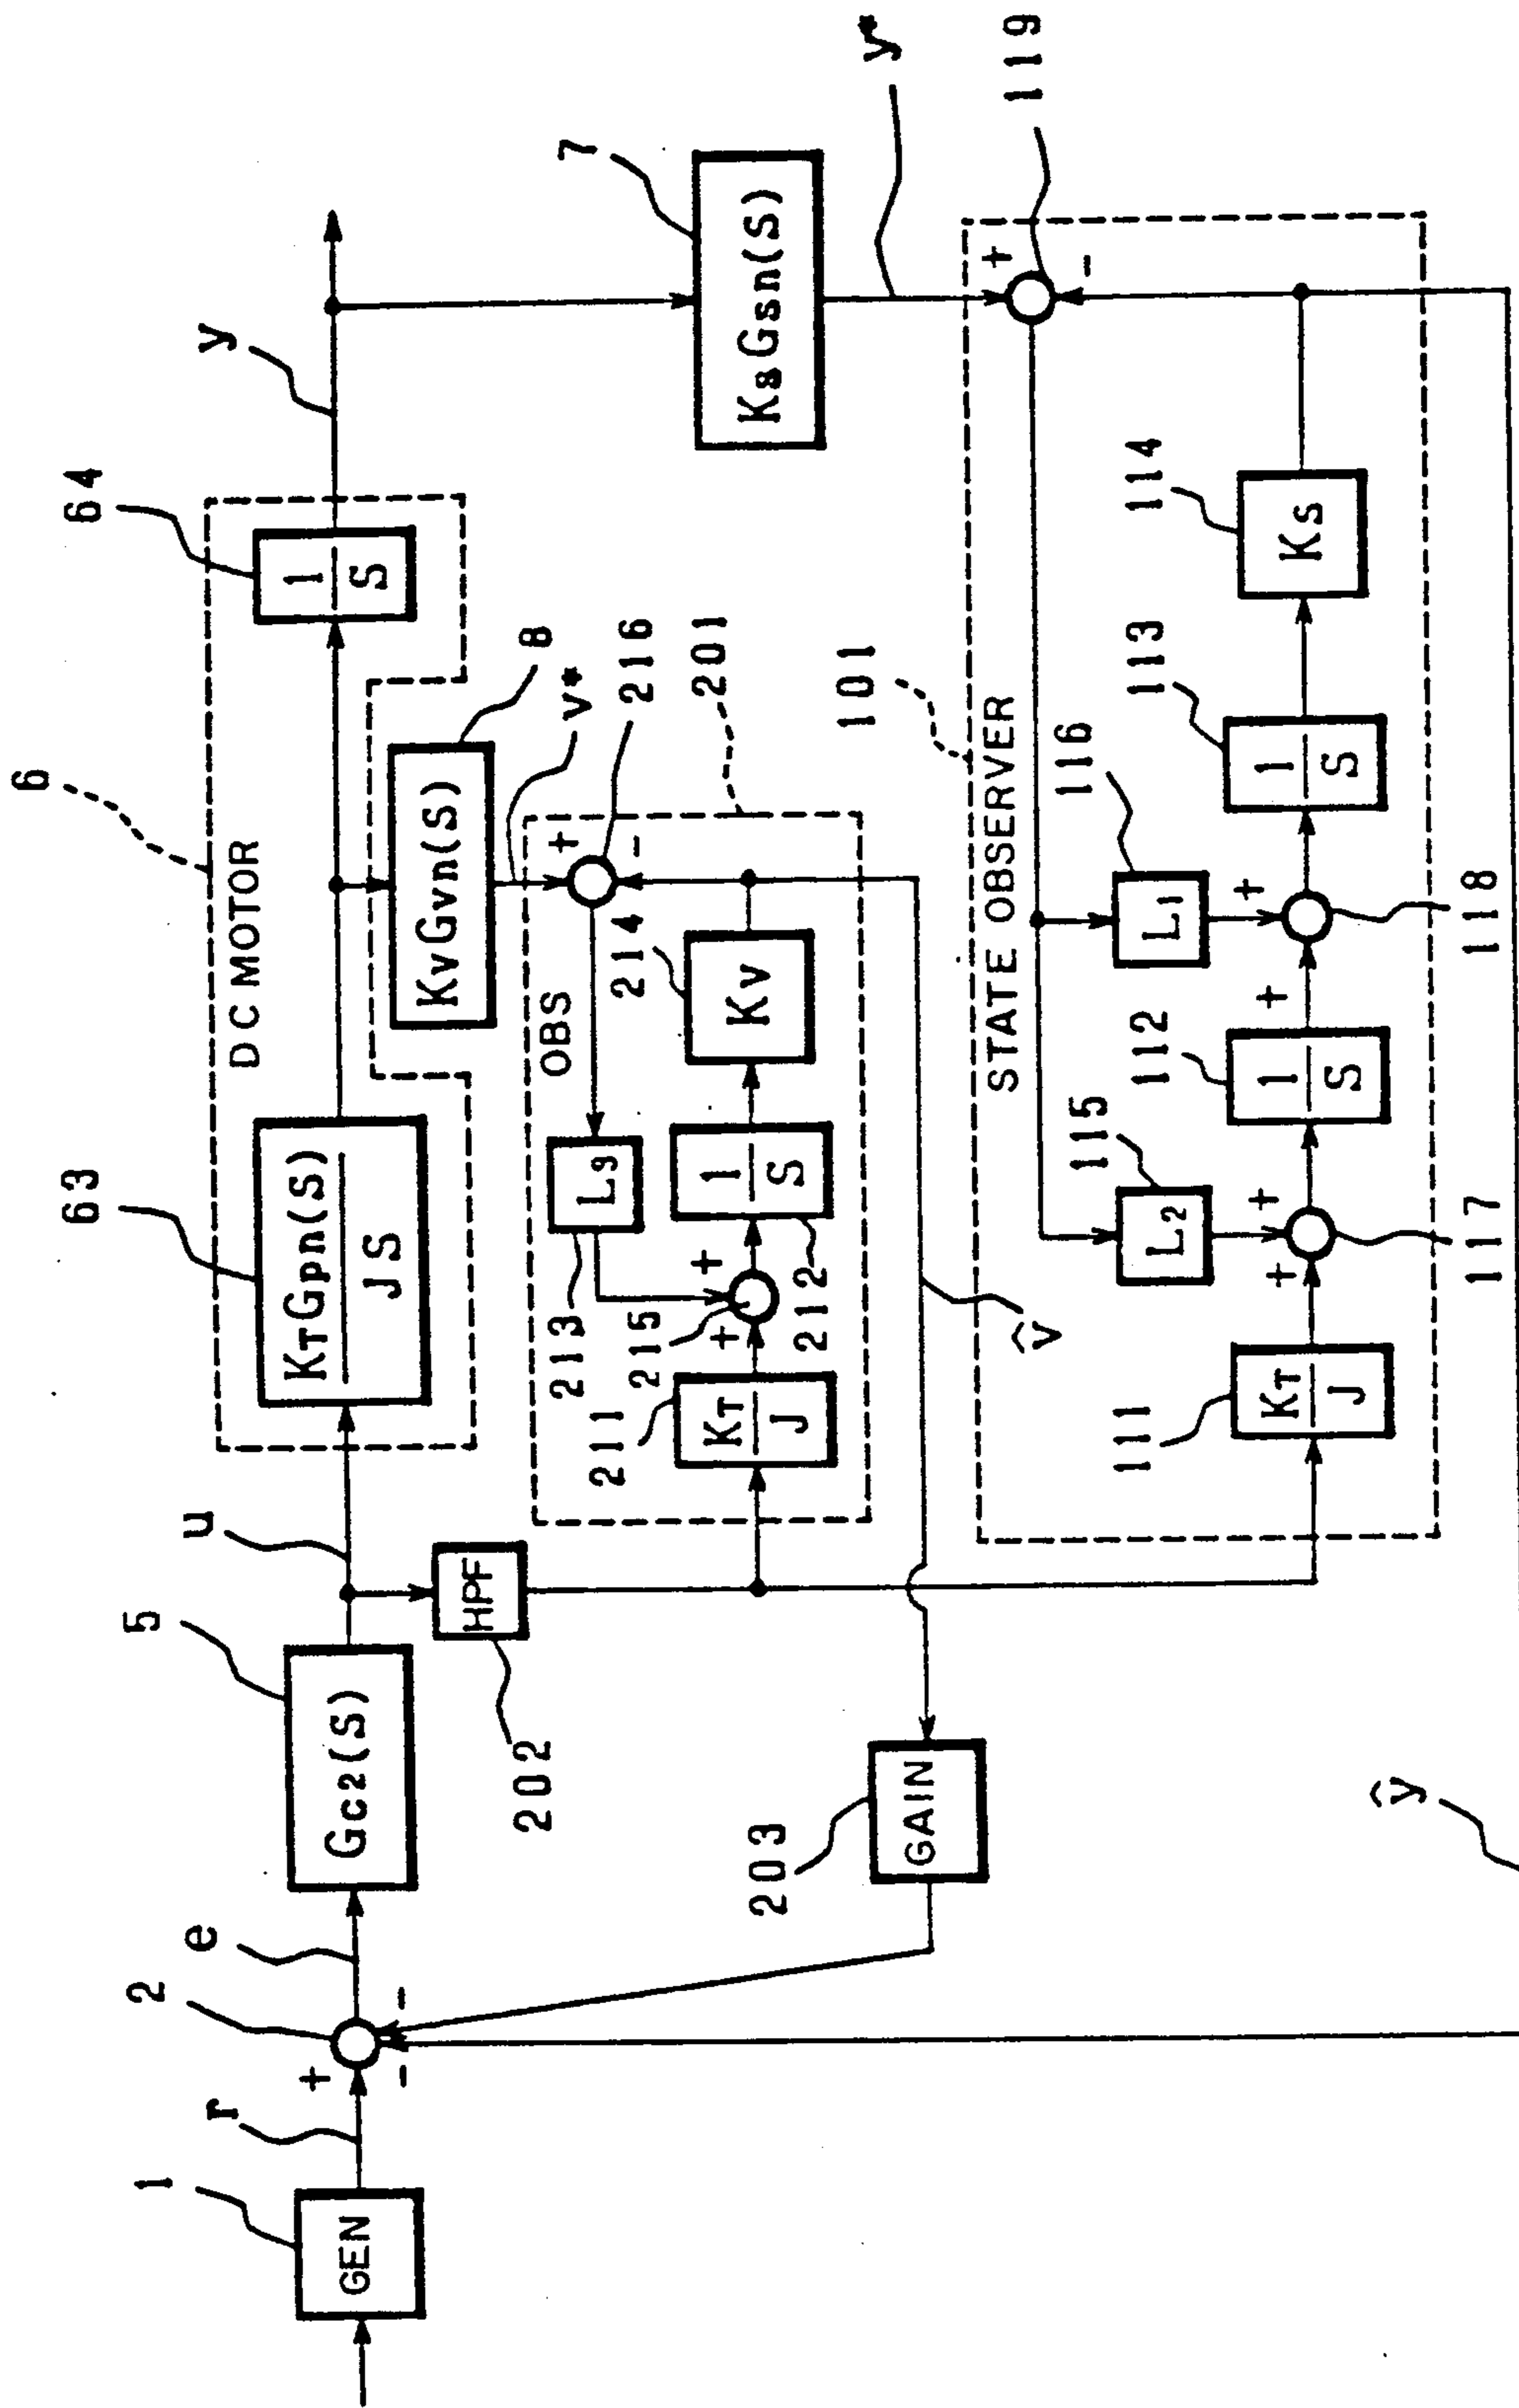 6
64
63
DC MOTOR
y
1
S
KTGpn(S)
JS
5
u
2
e
1
r
GEN
+
-
-
Gc2(S)
HPF
202
KvGvn(S)
8
v*
216
201
7
KsGsn(S)
y*
119
OBS
+
-
L3
213
214
Kv
1
S
212
215
+
+
211
KT
J
203
GAIN
v̂
101
STATE OBSERVER
+
-
116
L1
115
L2
114
Ks
113
1
S
+
+
118
112
1
S
+
+
117
111
KT
J
ŷ